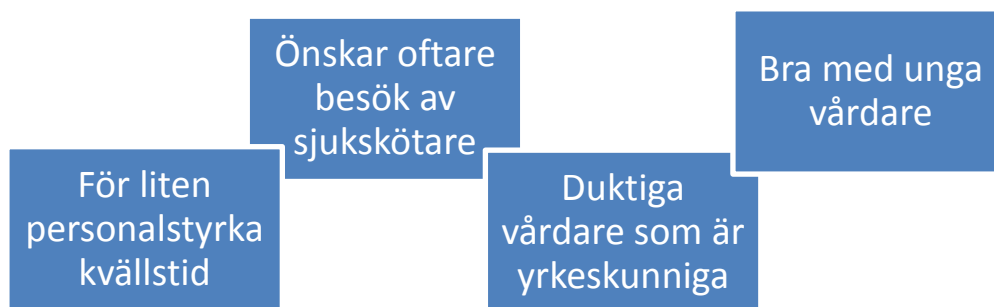 För liten
personalstyrka
kvällstid
Önskar oftare
besök av
sjukskötare
Duktiga
vårdare som är
yrkeskunniga
Bra med unga
vårdare